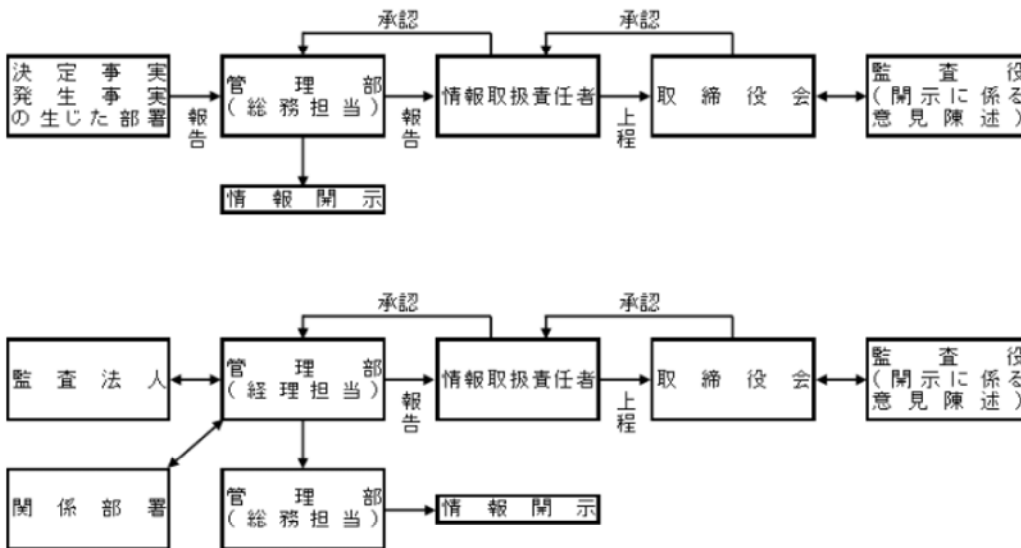 承認
承認
決定事実
発生事実
の生じた部署
報告
管理部
(総務担当)
報告
情報取扱責任者
上程
取締役会
監査役
(開示に係る
意見陳述)
情報開示
承認
承認
監査法人
管理部
(経理担当)
報告
情報取扱責任者
上程
取締役会
監査役
(開示に係る
意見陳述)
関係部署
管理部
(総務担当)
情報開示